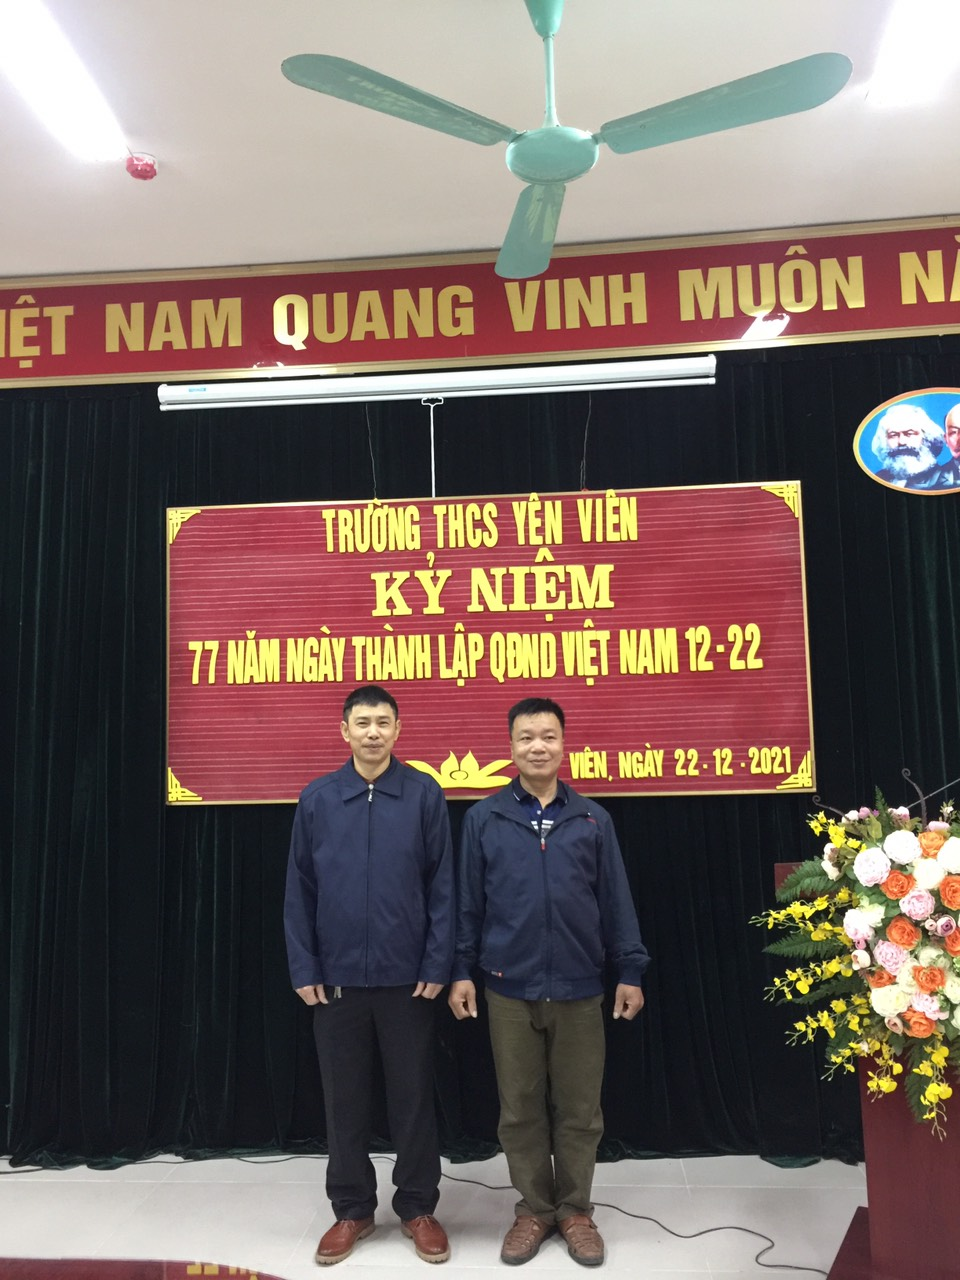 VIỆT NAM QUANG VINH MUÔN NĂ
TRƯỜNG THCS YÊN VIÊN
KỶ NIỆM
77 NĂM NGÀY THÀNH LẬP QĐND VIỆT NAM 12-22
VIÊN, NGÀY 22-12-2021